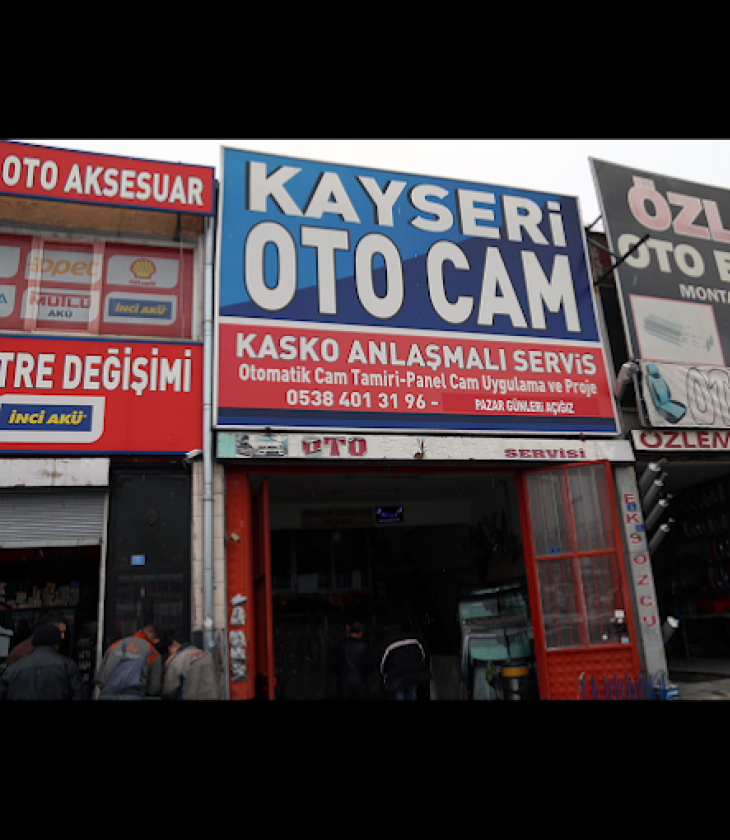 OTO AKSESUAR
opet
MUTLU
AKÜ
İNCİ AKÜ
TRE DEĞİŞİMİ
İNCİ AKÜ
KAYSERİ
OTO CAM
KASKO ANLAŞMALI SERVİS
Otomatik Cam Tamiri-Panel Cam Uygulama ve Proje
0538 401 31 96 - PAZAR GÜNLERİ AÇIĞIZ
OTO SERVİSİ
ÖZL
OTO E
MONTA
OT
ÖZLEM
EKSOZCU